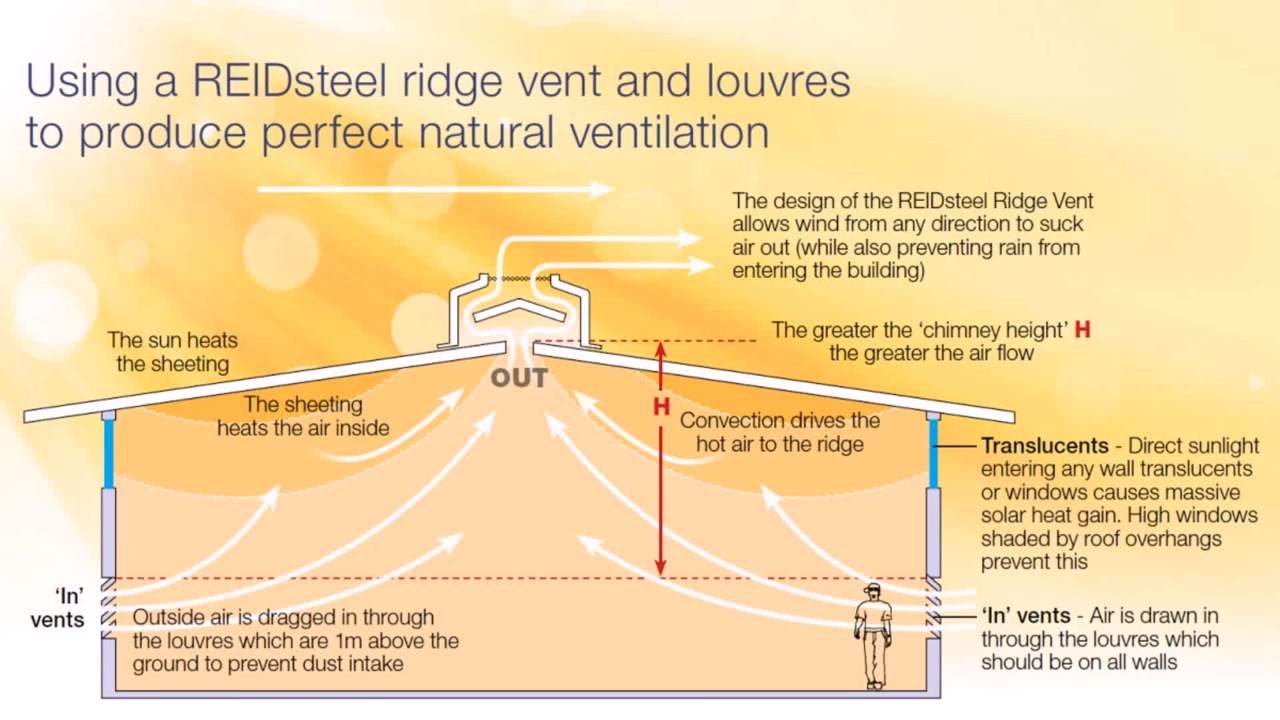 Using a REIDsteel ridge vent and louvres
to produce perfect natural ventilation
The design of the REIDsteel Ridge Vent
allows wind from any direction to suck
air out (while also preventing rain from
entering the building)
The greater the ‘chimney height’ H
the greater the air flow
The sun heats
the sheeting
OUT
The sheeting
heats the air inside
H
Convection drives the
hot air to the ridge
Translucents - Direct sunlight
entering any wall translucents
or windows causes massive
solar heat gain. High windows
shaded by roof overhangs
prevent this
‘In’
vents
Outside air is dragged in through
the louvres which are 1m above the
ground to prevent dust intake
‘In’ vents - Air is drawn in
through the louvres which
should be on all walls